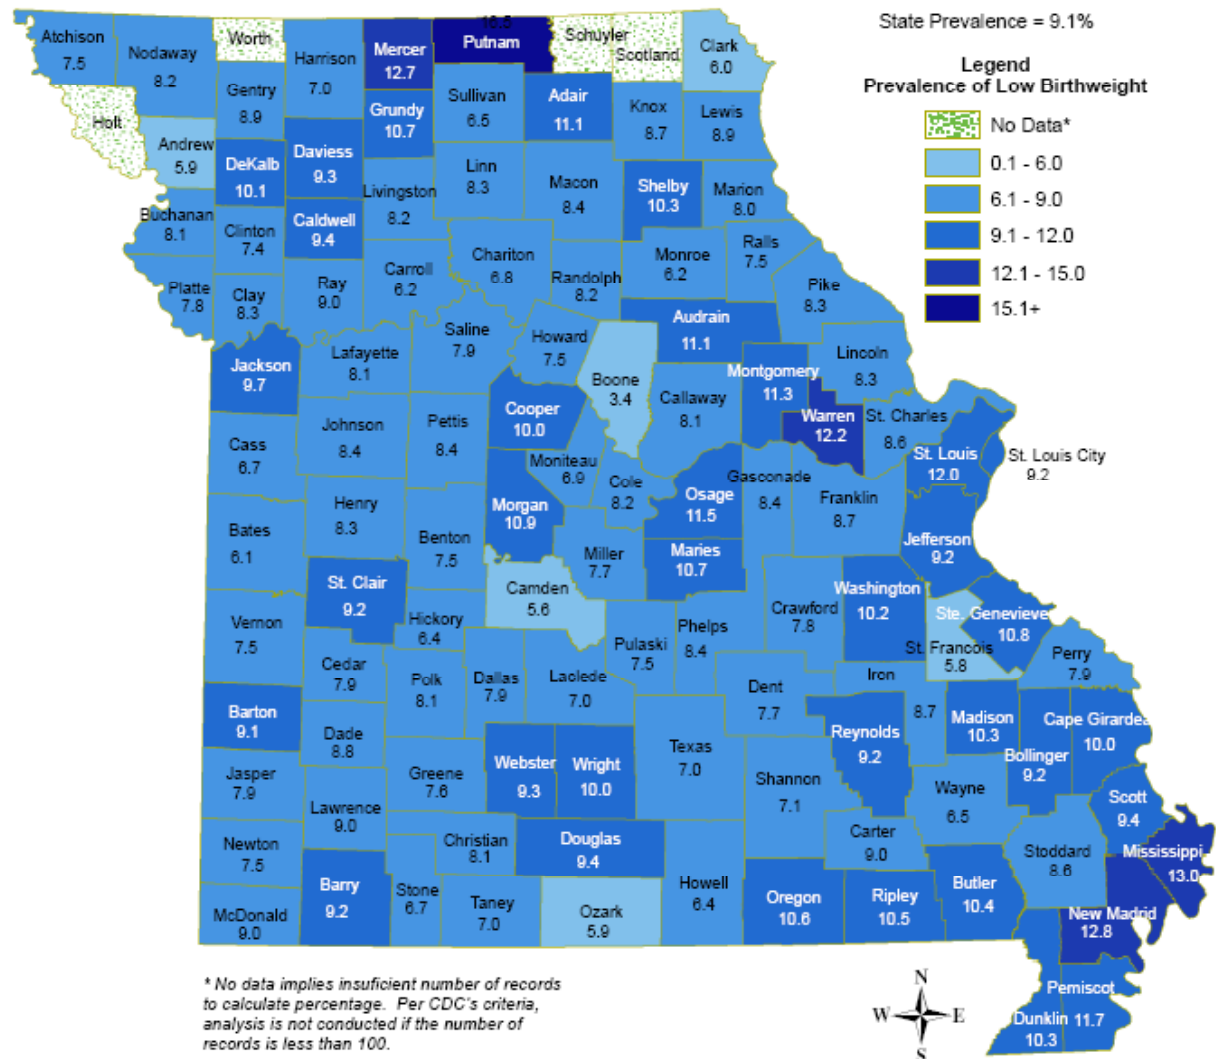 State Prevalence = 9.1%
Legend
Prevalence of Low Birthweight
No Data*
0.1 - 6.0
6.1 - 9.0
9.1 - 12.0
12.1 - 15.0
15.1+
Atchison
7.5
Nodaway
8.2
Worth
Harrison
7.0
Mercer
12.7
16.5
Putnam
Schuyler
Scotland
Clark
6.0
Holt
Andrew
5.9
Gentry
8.9
DeKalb
10.1
Daviess
9.3
Grundy
10.7
Sullivan
6.5
Adair
11.1
Knox
8.7
Lewis
8.9
Buchanan
8.1
Clinton
7.4
Caldwell
9.4
Livingston
8.2
Linn
8.3
Macon
8.4
Shelby
10.3
Marion
8.0
Platte
7.8
Clay
8.3
Ray
9.0
Carroll
6.2
Chariton
6.8
Randolph
8.2
Monroe
6.2
Ralls
7.5
Pike
8.3
Jackson
9.7
Lafayette
8.1
Saline
7.9
Howard
7.5
Boone
3.4
Audrain
11.1
Callaway
8.1
Montgomery
11.3
Lincoln
8.3
Warren
12.2
St. Charles
8.6
St. Louis
12.0
St. Louis City
9.2
Cass
6.7
Johnson
8.4
Pettis
8.4
Cooper
10.0
Moniteau
6.9
Cole
8.2
Osage
11.5
Gasconade
8.4
Franklin
8.7
Jefferson
9.2
Bates
6.1
Henry
8.3
Benton
7.5
Morgan
10.9
Miller
7.7
Maries
10.7
Camden
5.6
St. Clair
9.2
Hickory
6.4
Vernon
7.5
Cedar
7.9
Polk
8.1
Dallas
7.9
Laclede
7.0
Pulaski
7.5
Phelps
8.4
Crawford
7.8
Washington
10.2
Ste. Genevieve
10.8
St. Francois
5.8
Perry
7.9
Barton
9.1
Dade
8.8
Dent
7.7
Iron
8.7
Reynolds
9.2
Madison
10.3
Cape Girardea
10.0
Bollinger
9.2
Jasper
7.9
Lawrence
9.0
Greene
7.6
Webster
9.3
Wright
10.0
Texas
7.0
Shannon
7.1
Wayne
6.5
Scott
9.4
Newton
7.5
Christian
8.1
Douglas
9.4
Carter
9.0
Stoddard
8.6
Mississippi
13.0
McDonald
9.0
Barry
9.2
Stone
6.7
Taney
7.0
Ozark
5.9
Howell
6.4
Oregon
10.6
Ripley
10.5
Butler
10.4
New Madrid
12.8
Pemiscot
11.7
Dunklin
10.3
* No data implies insuficient number of records
to calculate percentage. Per CDC's criteria,
analysis is not conducted if the number of
records is less than 100.
N
W E
S